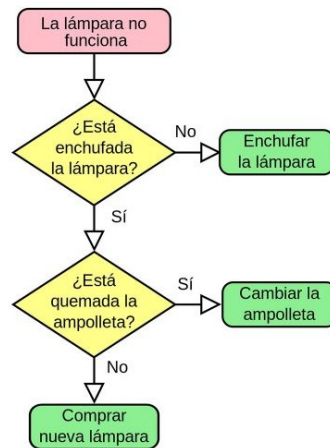 La lámpara no
funciona
¿Está
enchufada
la lámpara?
No
Enchufar
la lámpara
Sí
¿Está
quemada la
ampolleta?
Sí
Cambiar la
ampolleta
No
Comprar
nueva lámpara